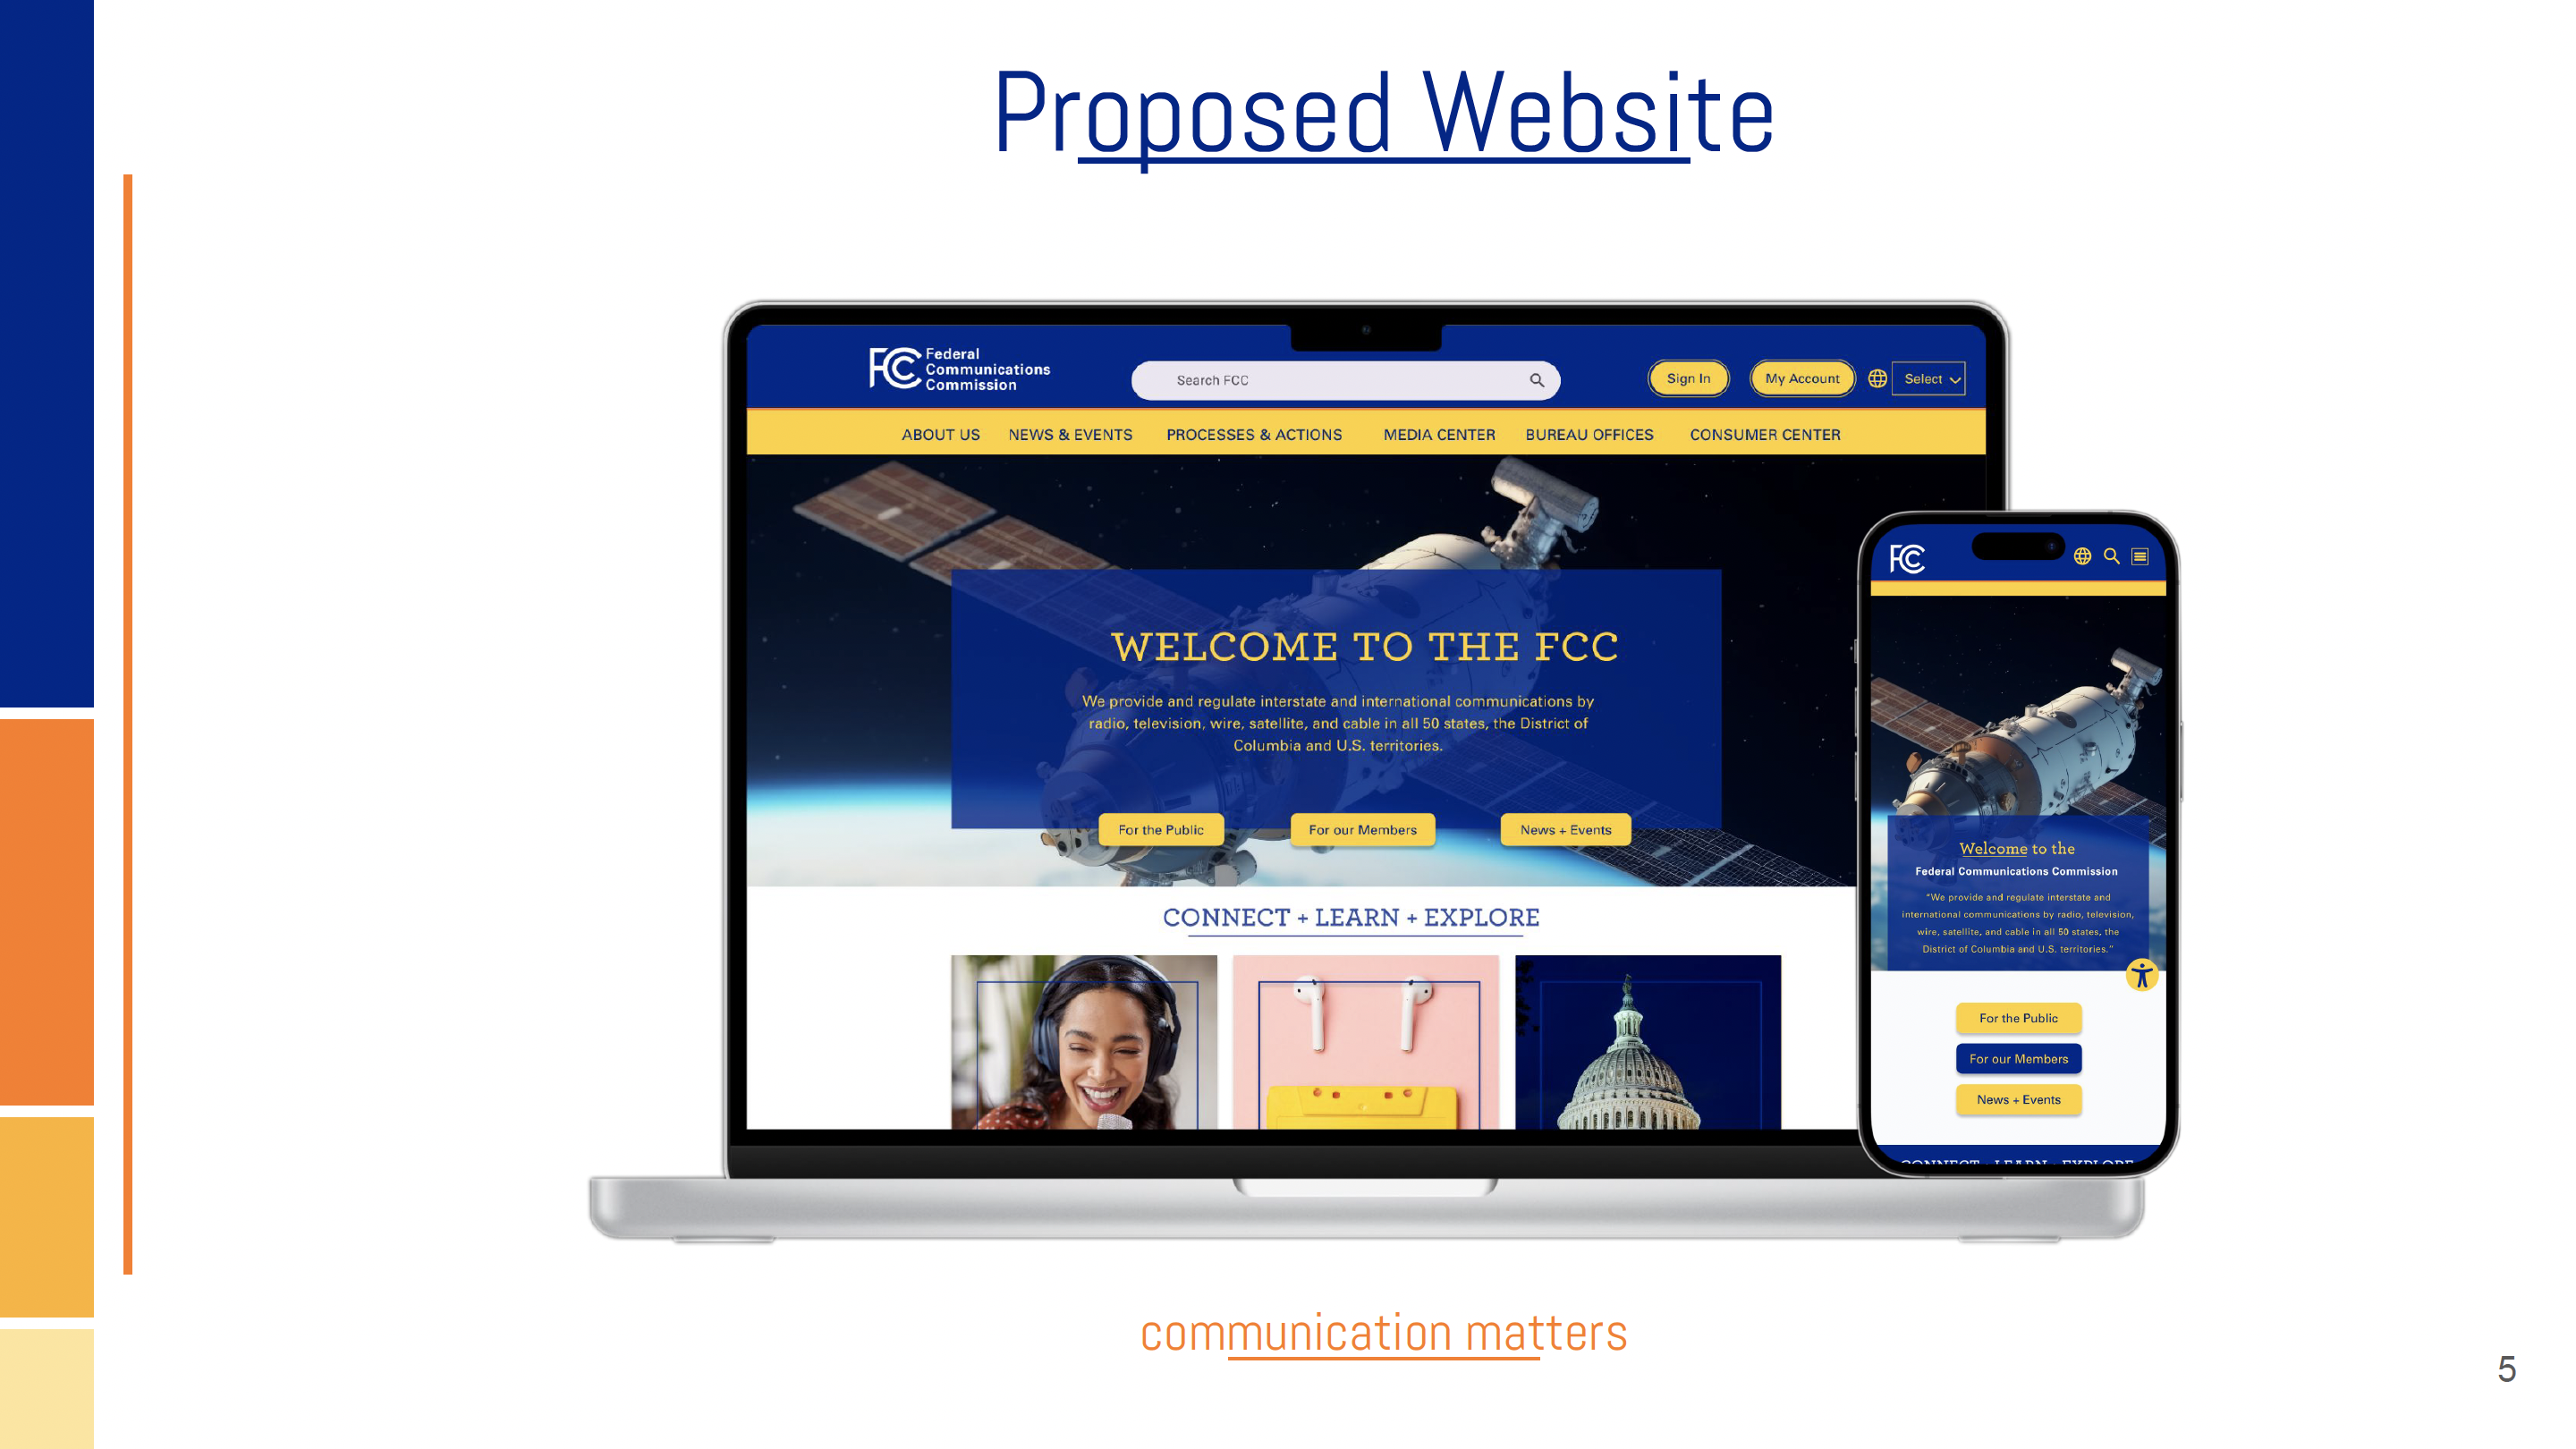 Proposed Website
FCC Federal
Communications
Commission
Search FCC
Sign In
My Account
Select
ABOUT US
NEWS & EVENTS
PROCESSES & ACTIONS
MEDIA CENTER
BUREAU OFFICES
CONSUMER CENTER
WELCOME TO THE FCC
We provide and regulate interstate and international communications by
radio, television, wire, satellite, and cable in all 50 states, the District of
Columbia and U.S. territories.
For the Public
For our Members
News + Events
CONNECT + LEARN + EXPLORE
FCC
Welcome to the
Federal Communications Commission
"We provide and regulate interstate and
international communications by radio, television,
wire, satellite, and cable in all 50 states, the
District of Columbia and U.S. territories."
For the Public
For our Members
News + Events
CONNECT + LEARN + EXPLORE
communication matters
5